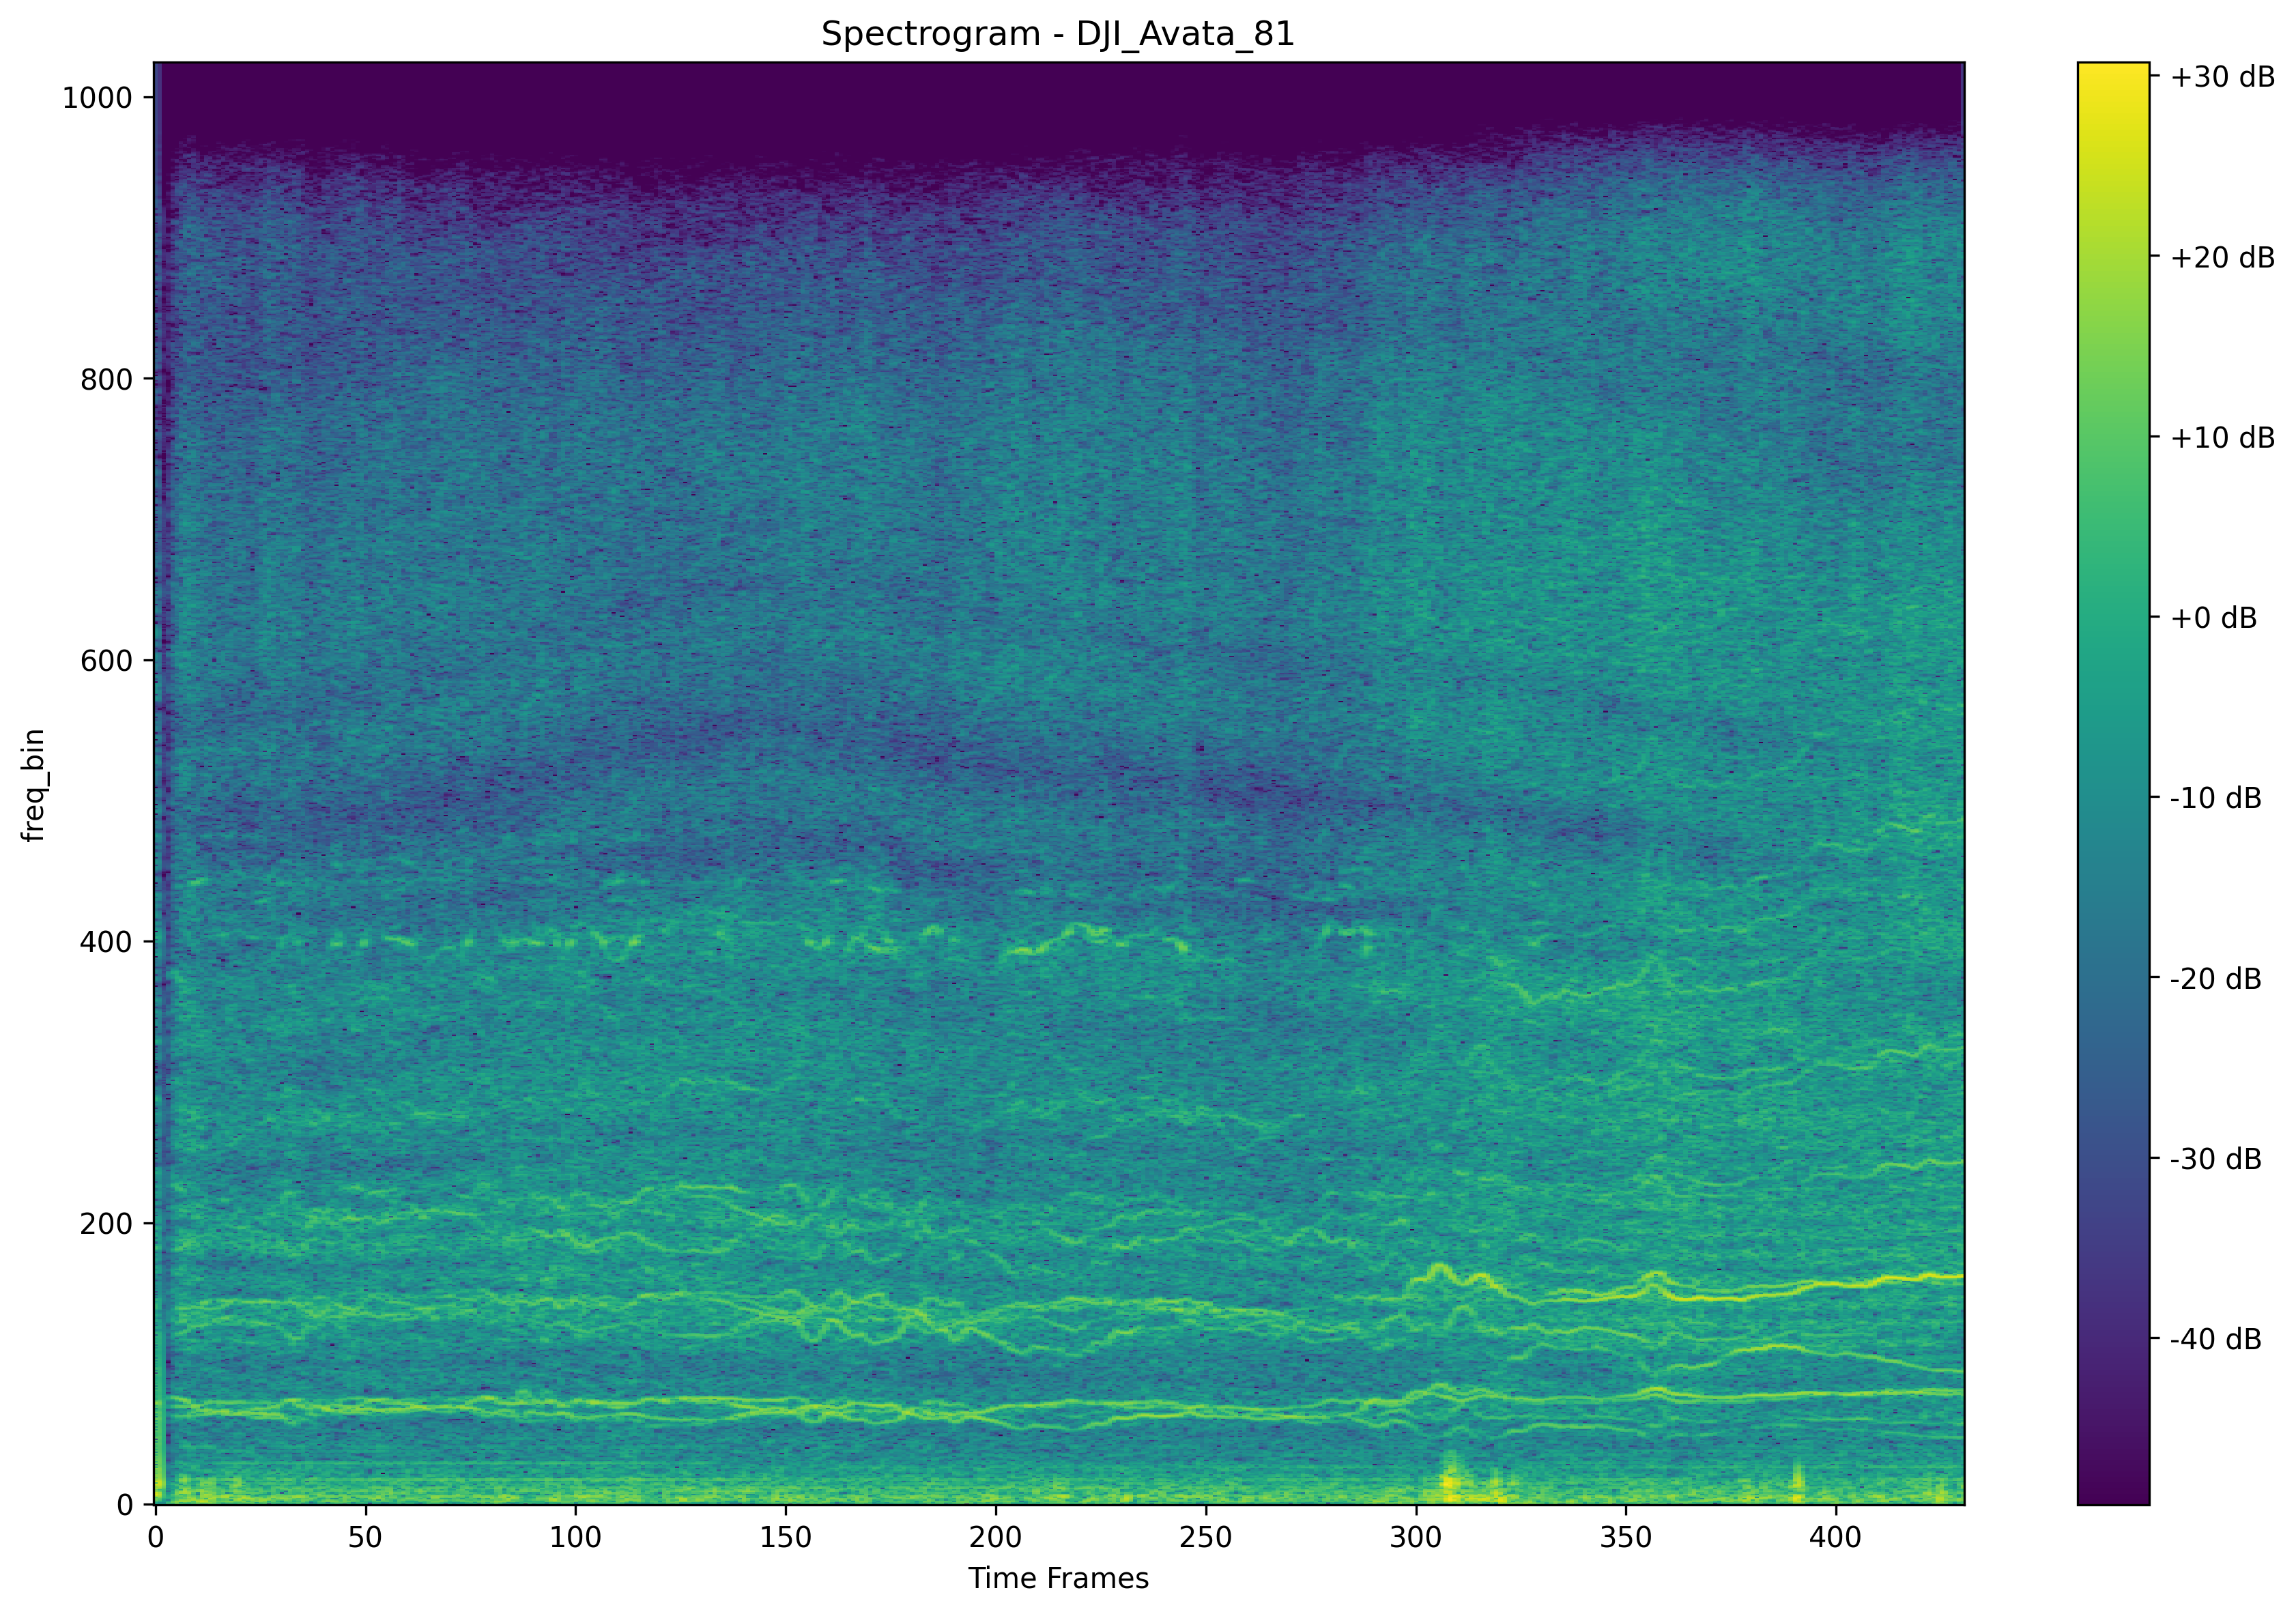 Spectrogram - DJI_Avata_81
1000
800
600
400
200
0
freq_bin
0 50 100 150 200 250 300 350 400
Time Frames
+30 dB
+20 dB
+10 dB
+0 dB
-10 dB
-20 dB
-30 dB
-40 dB